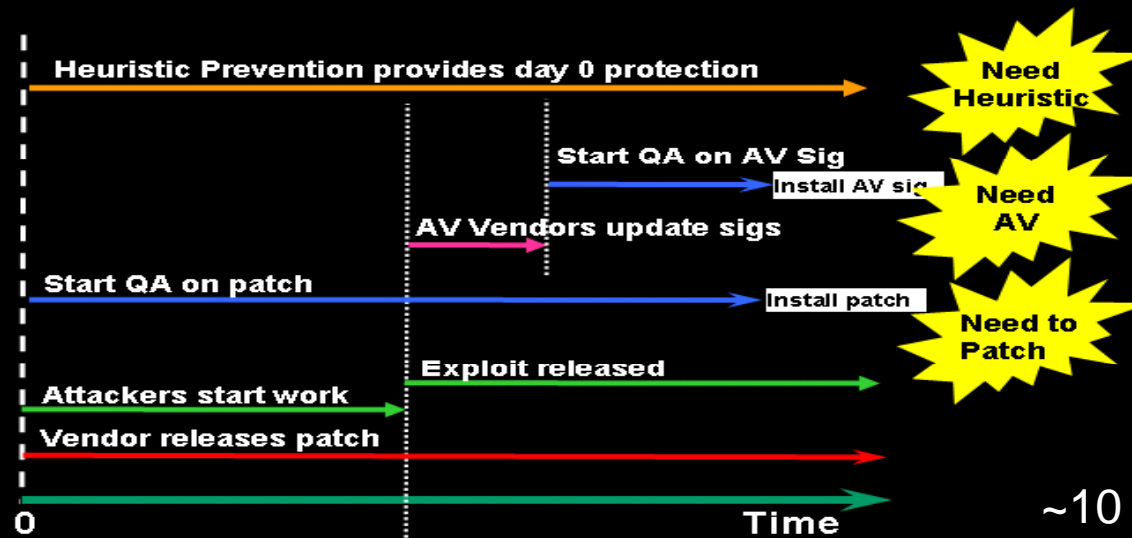 Heuristic Prevention provides day 0 protection
Need
Heuristic
Start QA on AV Sig
Install AV sig
Need
AV
AV Vendors update sigs
Start QA on patch
Install patch
Need to
Patch
Exploit released
Attackers start work
Vendor releases patch
0
Time
~10